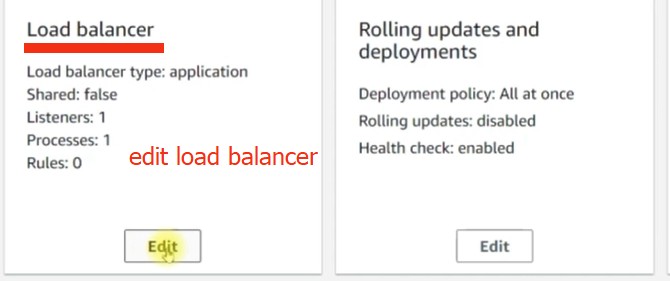 Load balancer
Load balancer type: application
Shared: false
Listeners: 1
Processes: 1
Rules: 0
edit load balancer
Edit
Rolling updates and
deployments
Deployment policy: All at once
Rolling updates: disabled
Health check: enabled
Edit